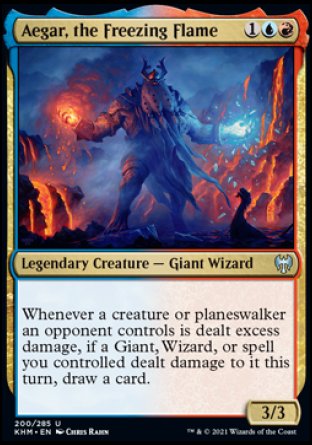 Aegar, the Freezing Flame 1
Legendary Creature — Giant Wizard
Whenever a creature or planeswalker
an opponent controls is dealt excess
damage, if a Giant, Wizard, or spell
you controlled dealt damage to it this
turn, draw a card.
3/3
200/285 U
KHM • EN Chris Rahn
™ & © 2021 Wizards of the Coast